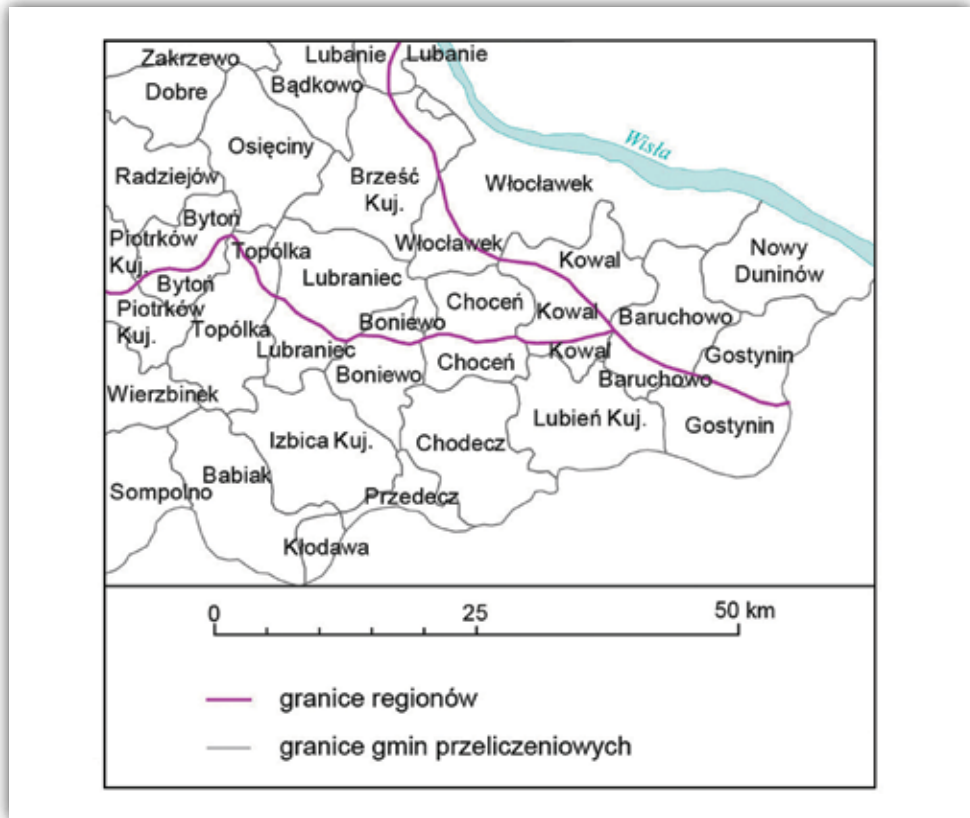 Zakrzewo
Lubanie
Lubanie
Dobre
Bądkowo
Osięciny
Wisła
Radziejów
Brześć
Kuj.
Włocławek
Bytoń
Piotrków
Kuj.
Topólka
Włocławek
Kowal
Nowy
Duninów
Bytoń
Lubraniec
Choceń
Piotrków
Kuj.
Topólka
Boniewo
Kowal
Baruchowo
Lubraniec
Kowal
Gostynin
Boniewo
Choceń
Baruchowo
Wierzbinek
Lubień Kuj.
Gostynin
Izbica Kuj.
Chodecz
Babiak
Sompolno
Przedecz
Kłodawa
0 25 50 km
granice regionów
granice gmin przeliczeniowych